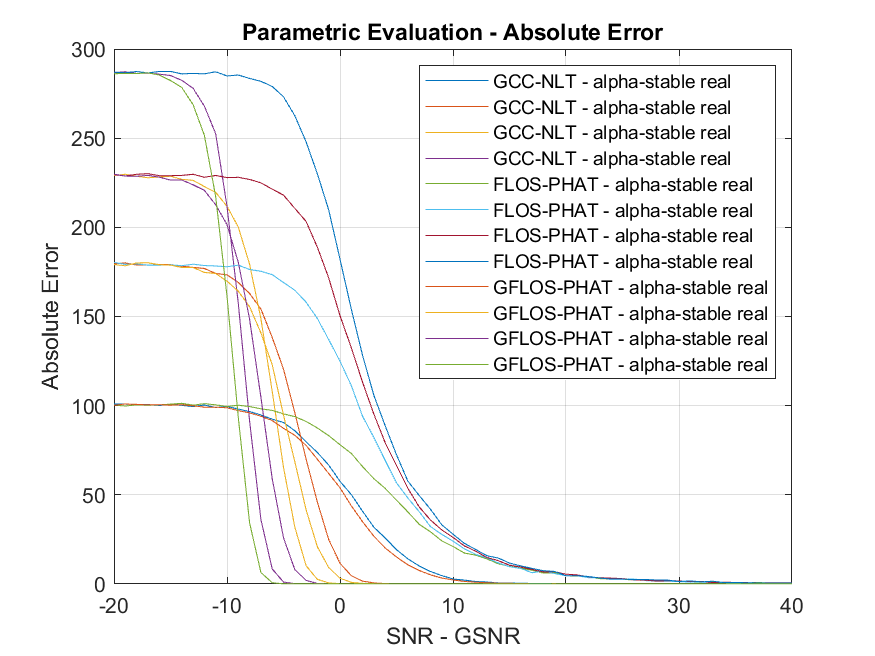 Parametric Evaluation - Absolute Error
300
250
200
150
100
50
0
Absolute Error
GCC-NLT - alpha-stable real
GCC-NLT - alpha-stable real
GCC-NLT - alpha-stable real
GCC-NLT - alpha-stable real
FLOS-PHAT - alpha-stable real
FLOS-PHAT - alpha-stable real
FLOS-PHAT - alpha-stable real
FLOS-PHAT - alpha-stable real
GFLOS-PHAT - alpha-stable real
GFLOS-PHAT - alpha-stable real
GFLOS-PHAT - alpha-stable real
GFLOS-PHAT - alpha-stable real
-20 -10 0 10 20 30 40
SNR - GSNR